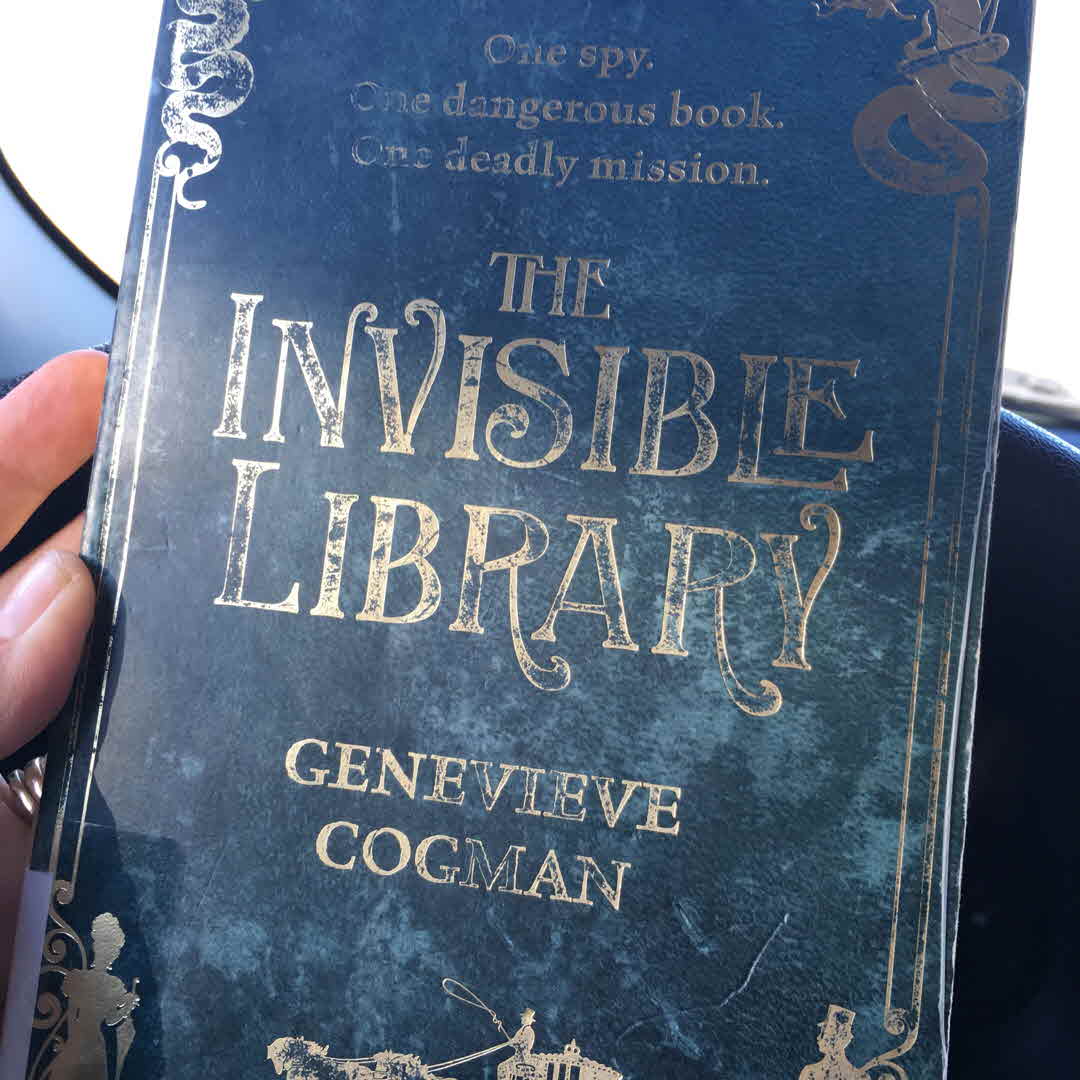 One spy.
One dangerous book.
One deadly mission.
THE
INVISIBLE
LIBRARY
GENEVIEVE
COGMAN